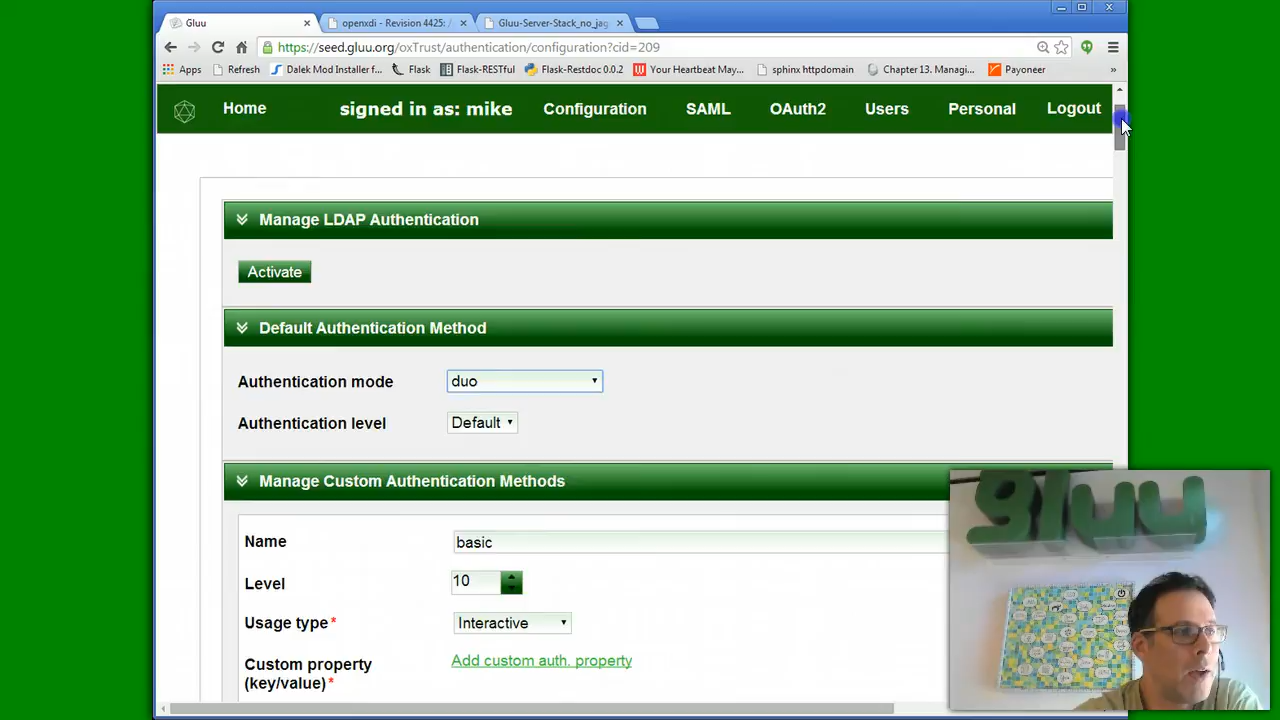 Gluu
openxdi - Revision 4425: /
Gluu-Server-Stack_no_jag
https://seed.gluu.org/oxTrust/authentication/configuration?cid=209
Apps
Refresh
Dalek Mod Installer f...
Flask
Flask-RESTful
Flask-Restdoc 0.0.2
Your Heartbeat May...
sphinx httpdomain
Chapter 13. Managi...
Payoneer
»
Home
signed in as: mike
Configuration
SAML
OAuth2
Users
Personal
Logout
Manage LDAP Authentication
Activate
Default Authentication Method
Authentication mode
duo
Authentication level
Default
Manage Custom Authentication Methods
Name
basic
Level
10
Usage type*
Interactive
Custom property
(key/value)*
Add custom auth. property
gluu